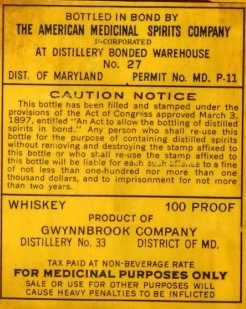 BOTTLED IN BOND BY
THE AMERICAN MEDICINAL SPIRITS COMPANY
INCORPORATED
AT DISTILLERY BONDED WAREHOUSE
No. 27
DIST. OF MARYLAND PERMIT No. MD. P-11
CAUTION NOTICE
This bottle has been filled and stamped under the
provisions of the Act of Congress approved March 3,
1897, entitled "An Act to allow the bottling of distilled
spirits in bond." Any person who shall re-use this
bottle for the purpose of containing distilled spirits
without removing and destroying the stamp affixed to
this bottle or who shall re-use the stamp affixed to
this bottle will be liable for each such offense to a fine
of not less than one-hundred nor more than one
thousand dollars, and to imprisonment for not more
than two years.
WHISKEY 100 PROOF
PRODUCT OF
GWYNNBROOK COMPANY
DISTILLERY No. 33 DISTRICT OF MD.
TAX PAID AT NON-BEVERAGE RATE
FOR MEDICINAL PURPOSES ONLY
SALE OR USE FOR OTHER PURPOSES WILL
CAUSE HEAVY PENALTIES TO BE INFLICTED